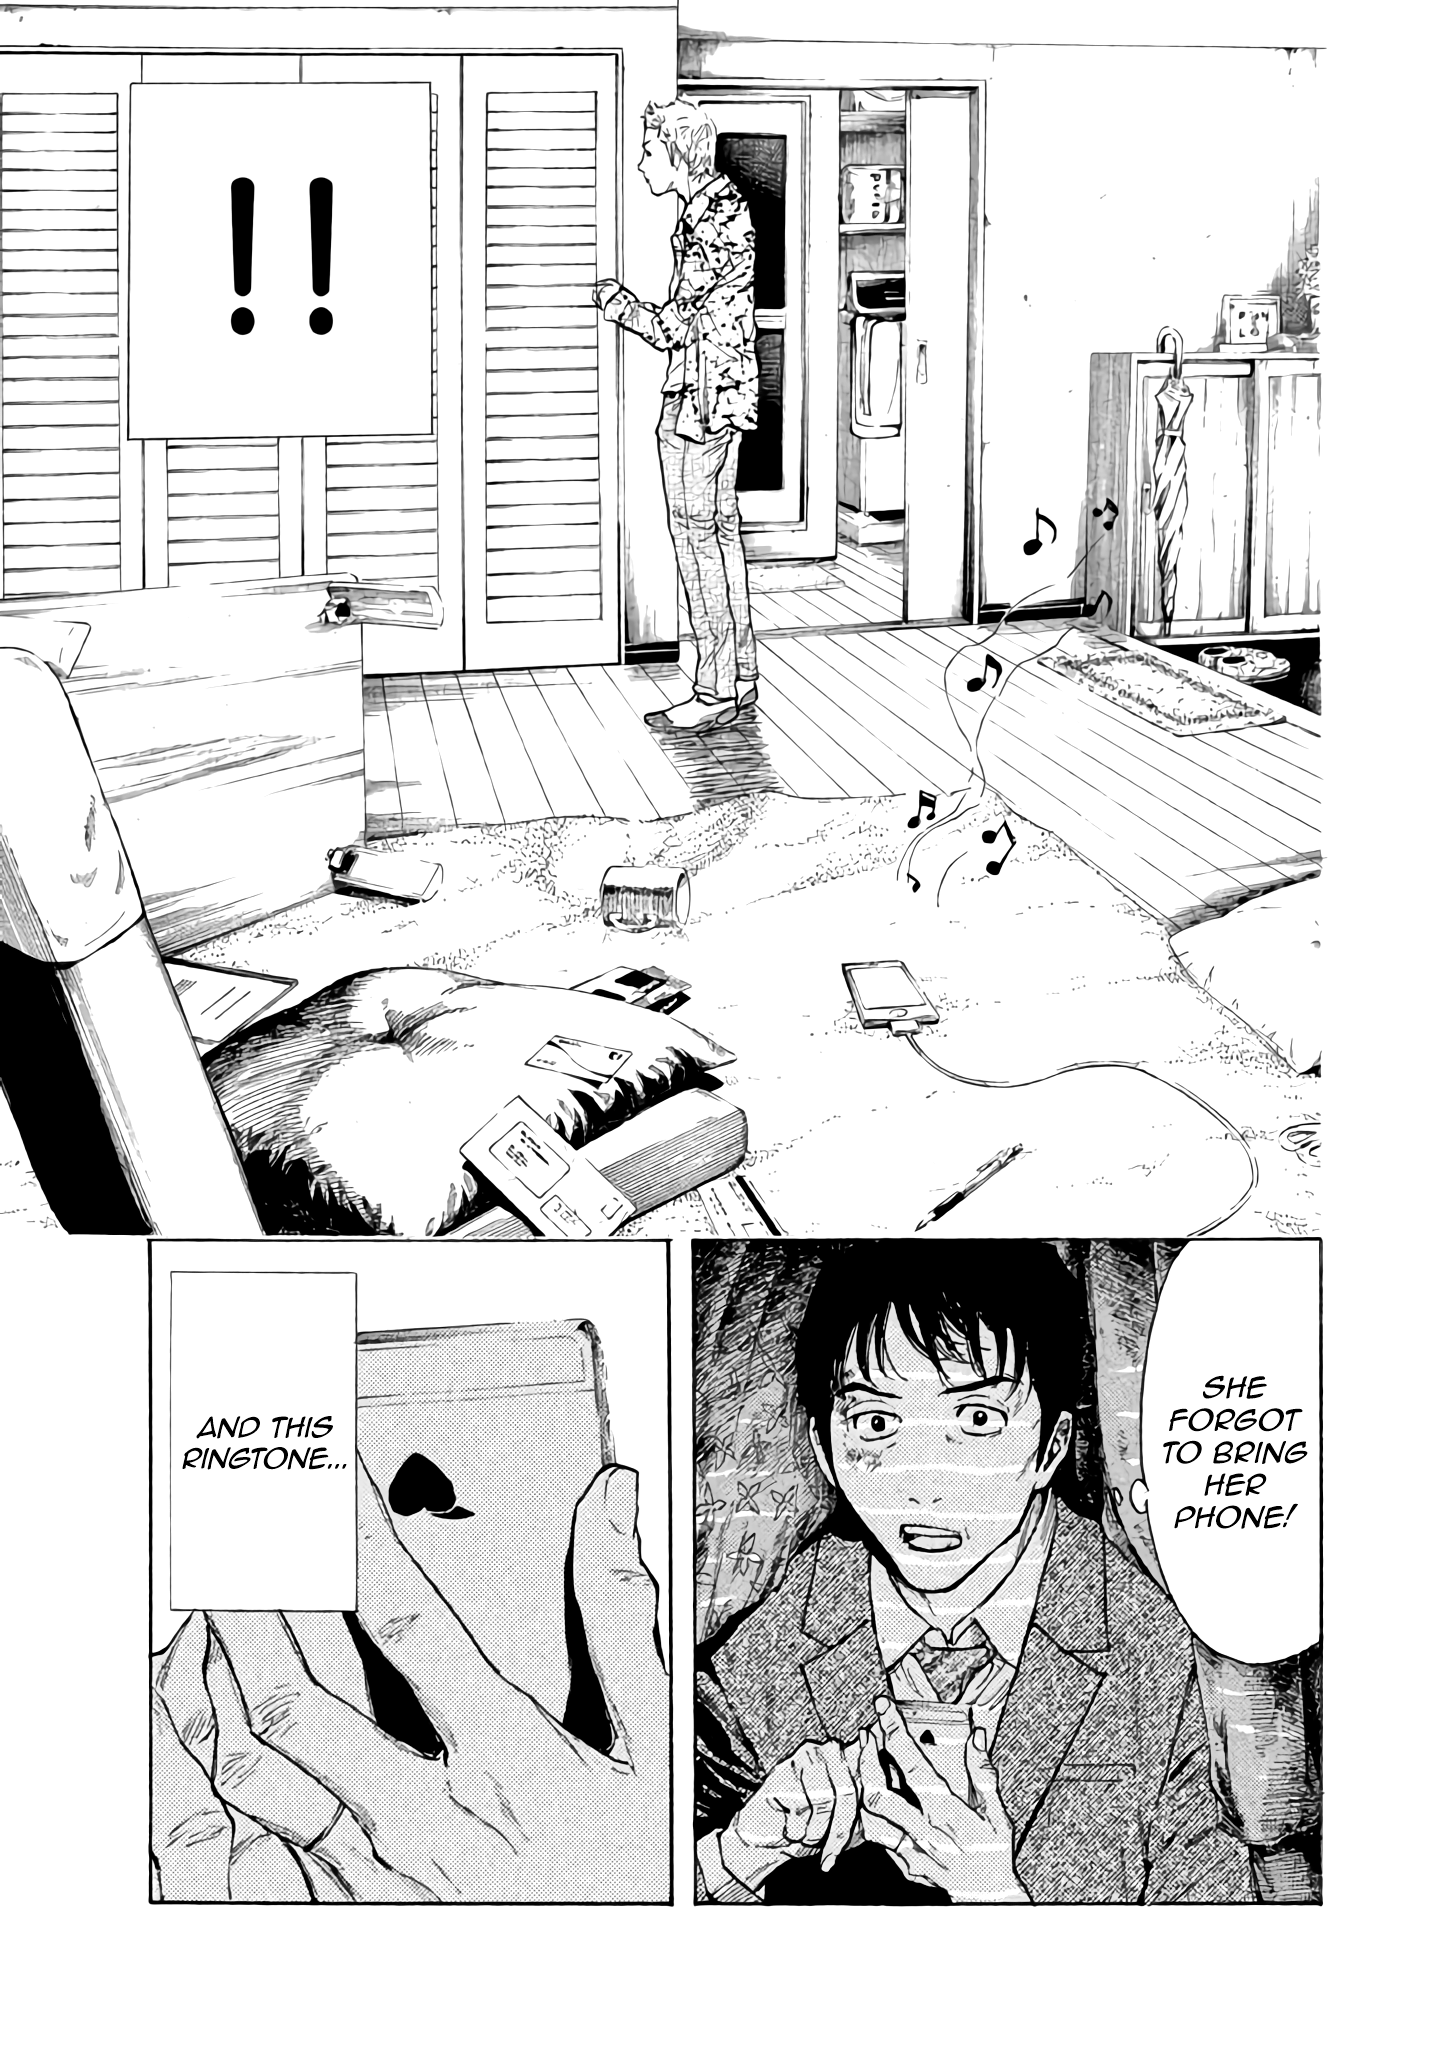 !!
SHE
FORGOT
TO BRING
HER
PHONE!
AND THIS
RINGTONE...